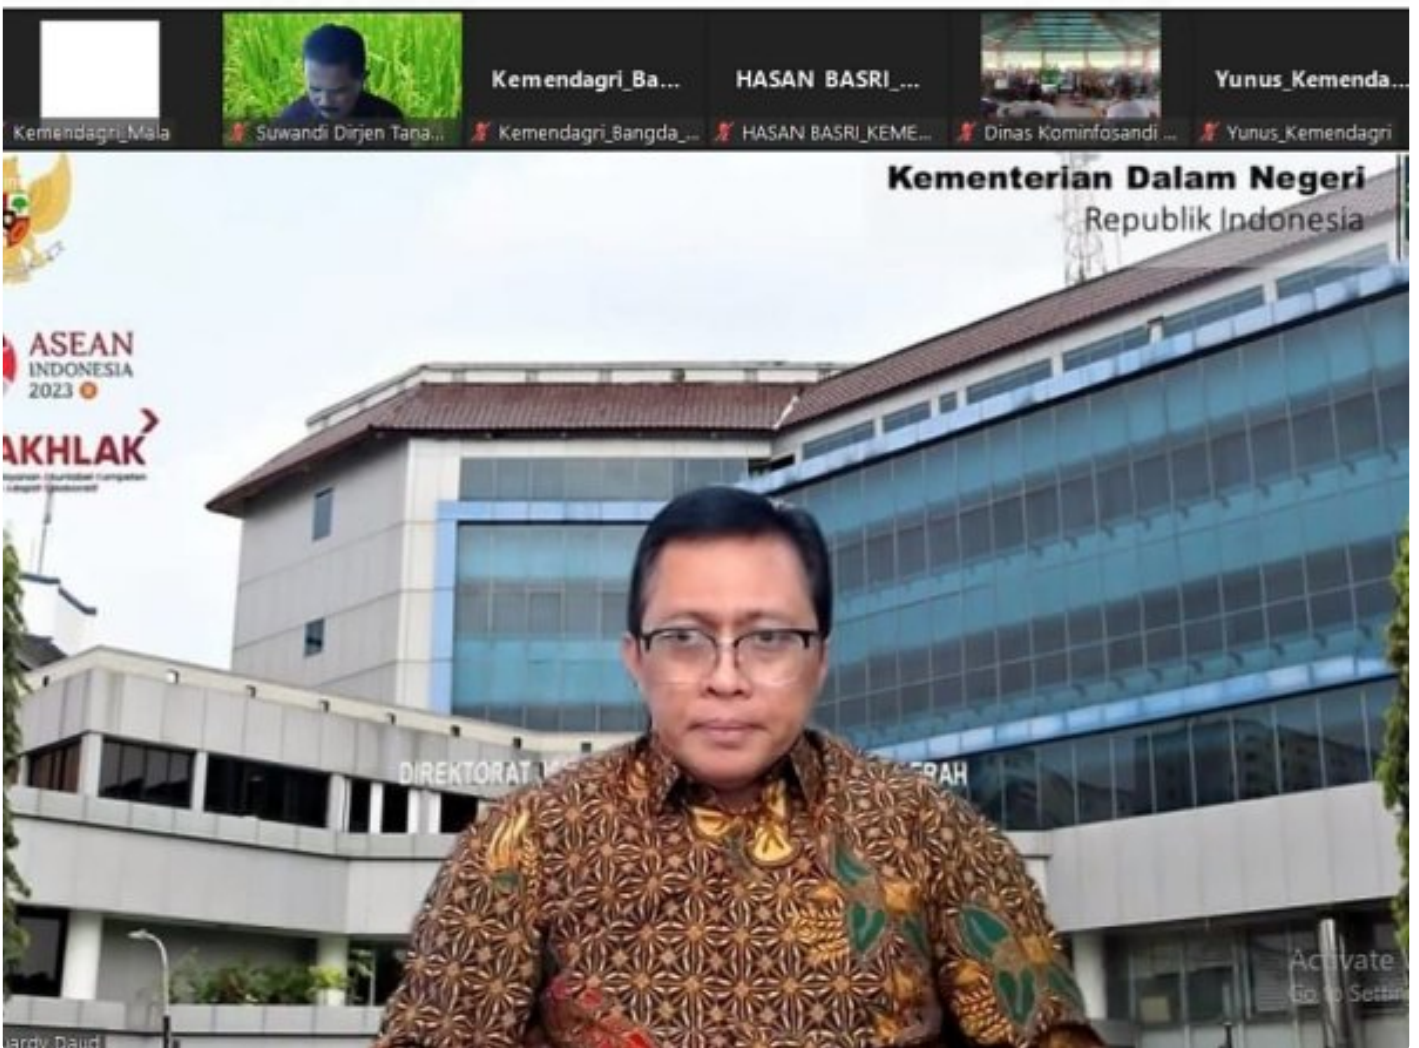 Kemendagri_Ba...
HASAN BASRI_...
Yunus_Kemenda...
Kemendagri_Mala
Suwandi Dirjen Tana...
Kemendagri_Bangda_...
HASAN BASRI_KEME...
Dinas Kominfosandi ...
Yunus_Kemendagri
Kementerian Dalam Negeri
Republik Indonesia
ASEAN
INDONESIA
2023
AKHLAK
DIREKTORAT
ERAH
Activate
Go to Settin
ardy Daud